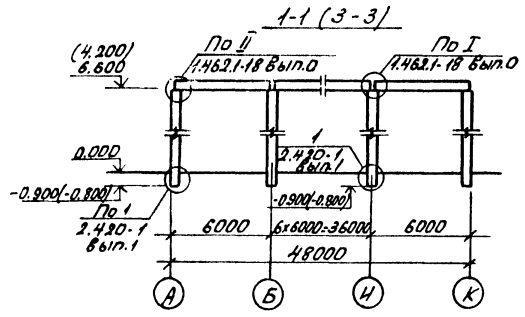 1-1 (3-3)
По II
1.462.1-18 вып.0
По I
1.462.1-18 вып.0
(4.200)
6.600
0.000
-0.900(-0.800)
По 1
2.420-1
вып.1
1
2.420-1
вып.1
-0.900(-0.800)
6000
6×6000=36000
6000
48000
А
Б
И
К